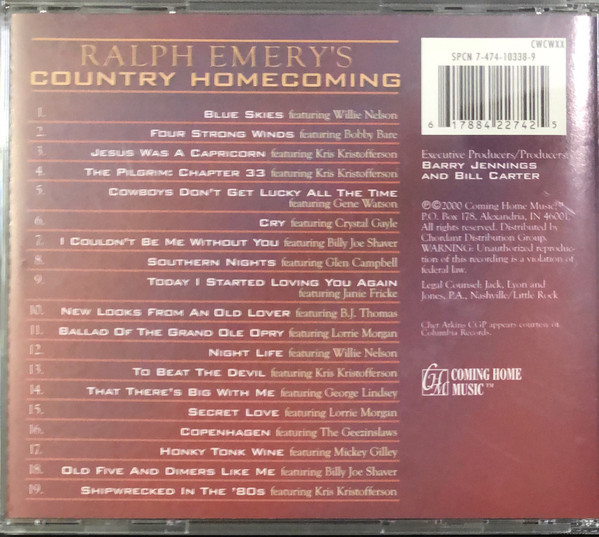 RALPH EMERY'S
COUNTRY HOMECOMING
1. BLUE SKIES featuring Willie Nelson
2. FOUR STRONG WINDS featuring Bobby Bare
3. JESUS WAS A CAPRICORN featuring Kris Kristofferson
4. THE PILGRIM: CHAPTER 33 featuring Kris Kristofferson
5. COWBOYS DON'T GET LUCKY ALL THE TIME
featuring Gene Watson
6. CRY featuring Crystal Gayle
7. I COULDN'T BE ME WITHOUT YOU featuring Billy Joe Shaver
8. SOUTHERN NIGHTS featuring Glen Campbell
9. TODAY I STARTED LOVING YOU AGAIN
featuring Janie Fricke
10. NEW LOOKS FROM AN OLD LOVER featuring B.J. Thomas
11. BALLAD OF THE GRAND OLE OPRY featuring Lorrie Morgan
12. NIGHT LIFE featuring Willie Nelson
13. TO BEAT THE DEVIL featuring Kris Kristofferson
14. THAT THERE'S BIG WITH ME featuring George Lindsey
15. SECRET LOVE featuring Lorrie Morgan
16. COPENHAGEN featuring The Geezinslaws
17. HONKY TONK WINE featuring Mickey Gilley
18. OLD FIVE AND DIMERS LIKE ME featuring Billy Joe Shaver
19. SHIPWRECKED IN THE '80S featuring Kris Kristofferson
CWCWXX
SPCN 7-474-10338-9
6 17884 22742 5
Executive Producers/Producers
BARRY JENNINGS
AND BILL CARTER
℗©2000 Coming Home Music,™
P.O. Box 178, Alexandria, IN 46001.
All rights reserved. Distributed by
Chordant Distribution Group.
WARNING: Unauthorized reproduc-
tion of this recording is a violation of
federal law.
Legal Counsel: Jack, Lyon and
Jones, P.A., Nashville/Little Rock
Chet Atkins CGP appears courtesy of
Columbia Records.
CHM COMING HOME
MUSIC™